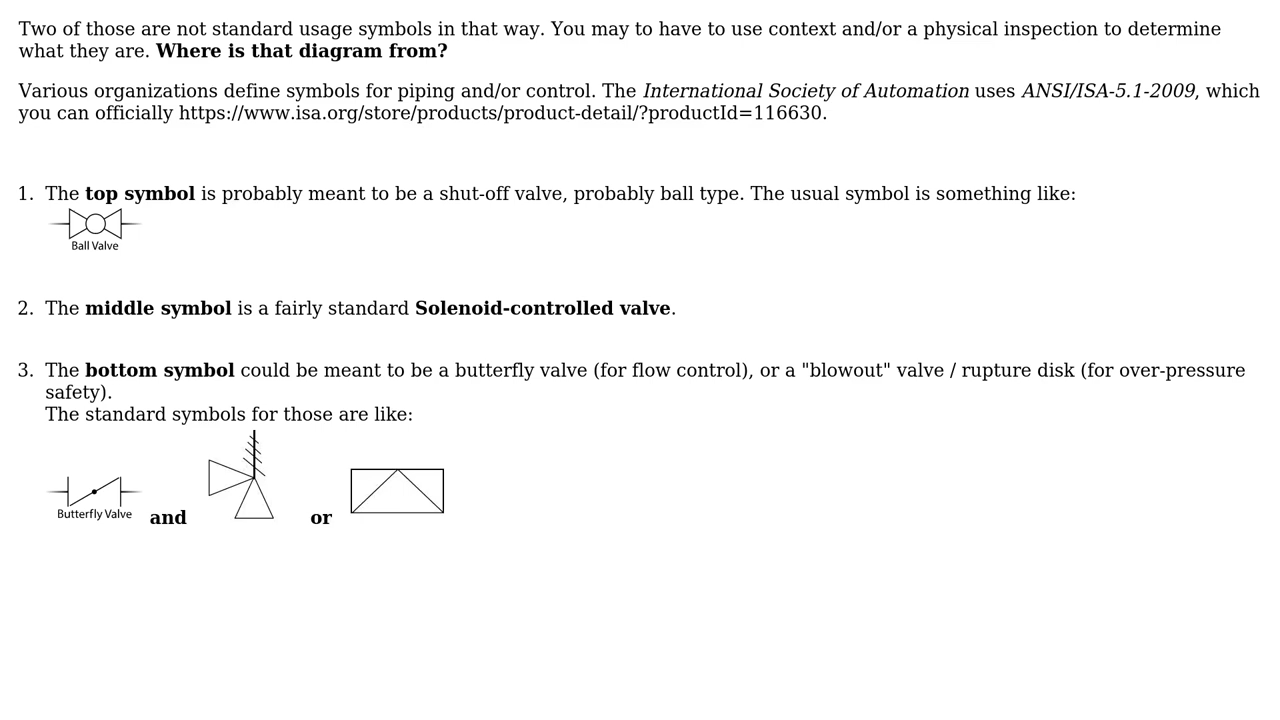 Two of those are not standard usage symbols in that way. You may to have to use context and/or a physical inspection to determine
what they are. Where is that diagram from?
Various organizations define symbols for piping and/or control. The International Society of Automation uses ANSI/ISA-5.1-2009, which
you can officially https://www.isa.org/store/products/product-detail/?productId=116630.
1. The top symbol is probably meant to be a shut-off valve, probably ball type. The usual symbol is something like:
Ball Valve
2. The middle symbol is a fairly standard Solenoid-controlled valve.
3. The bottom symbol could be meant to be a butterfly valve (for flow control), or a "blowout" valve / rupture disk (for over-pressure
safety).
The standard symbols for those are like:
Butterfly Valve and or